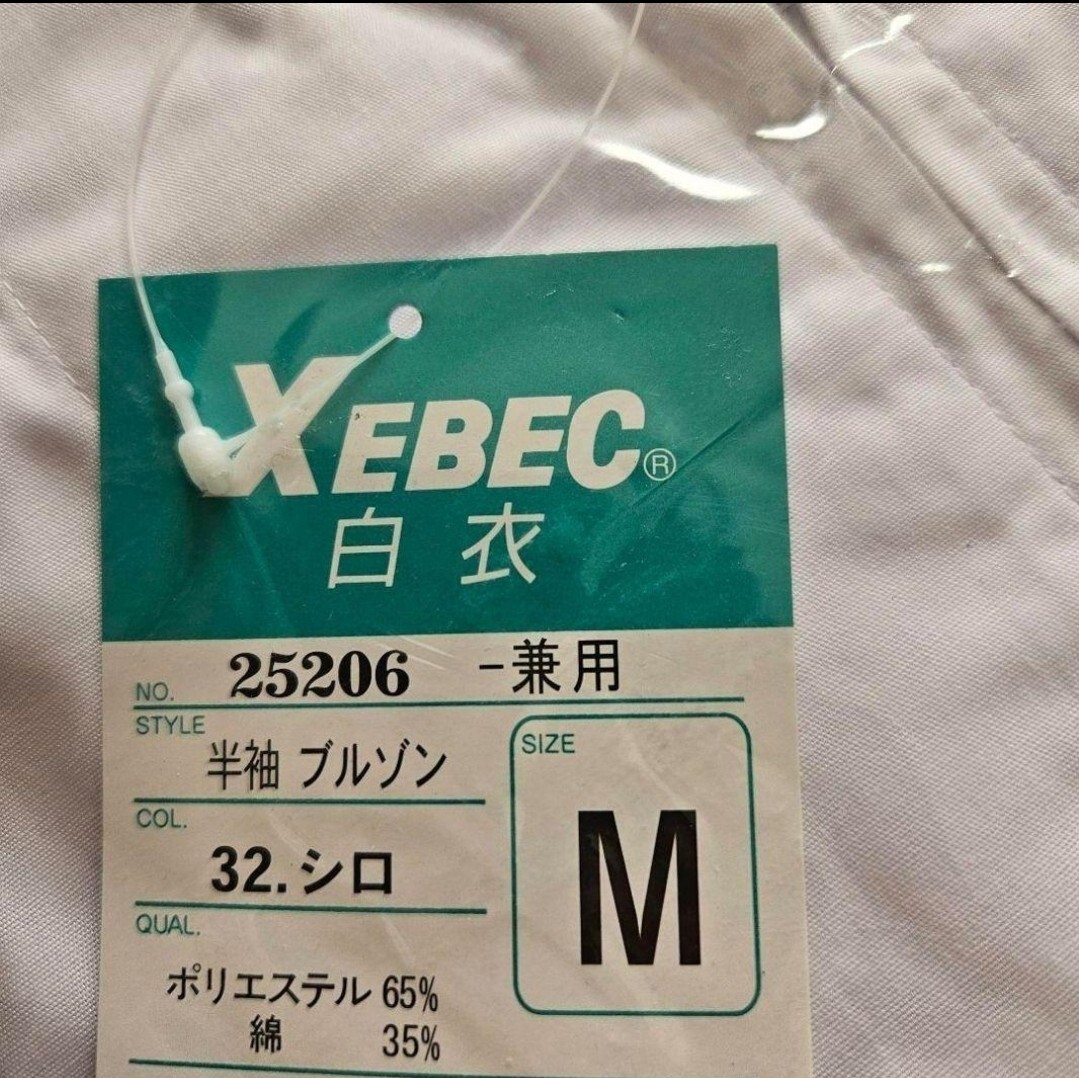 XEBEC®
白衣
NO. 25206 -兼用
STYLE
半袖 ブルゾン
SIZE
M
COL.
32.シロ
QUAL.
ポリエステル 65%
綿 35%